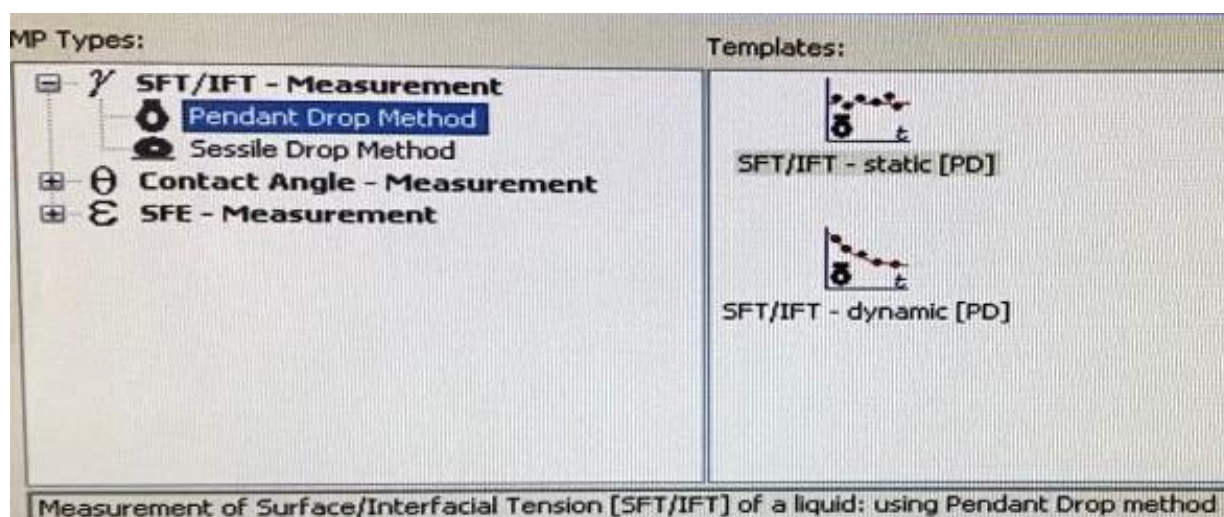 MP Types:
γ SFT/IFT - Measurement
Pendant Drop Method
Sessile Drop Method
θ Contact Angle - Measurement
ε SFE - Measurement
Templates:
t
SFT/IFT - static [PD]
t
SFT/IFT - dynamic [PD]
Measurement of Surface/Interfacial Tension [SFT/IFT] of a liquid: using Pendant Drop method